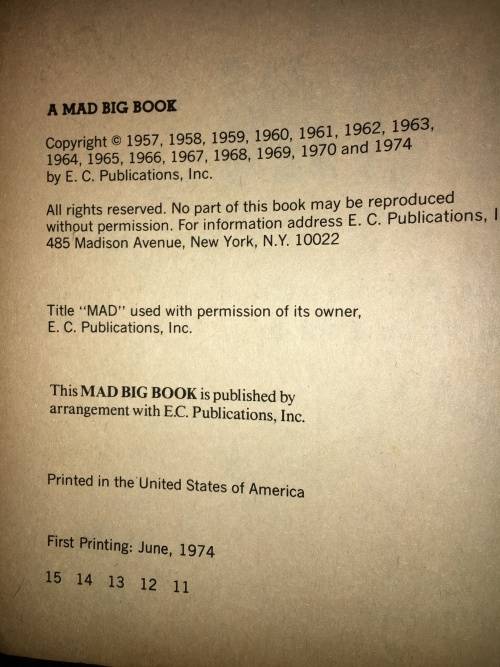 A MAD BIG BOOK
Copyright © 1957, 1958, 1959, 1960, 1961, 1962, 1963,
1964, 1965, 1966, 1967, 1968, 1969, 1970 and 1974
by E. C. Publications, Inc.
All rights reserved. No part of this book may be reproduced
without permission. For information address E. C. Publications, I
485 Madison Avenue, New York, N.Y. 10022
Title “MAD” used with permission of its owner,
E. C. Publications, Inc.
This MAD BIG BOOK is published by
arrangement with E.C. Publications, Inc.
Printed in the United States of America
First Printing: June, 1974
15 14 13 12 11